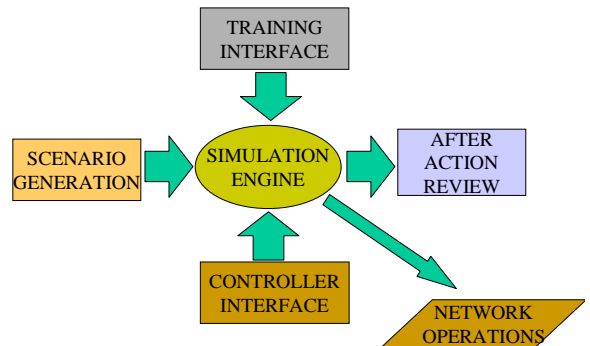 TRAINING
INTERFACE
SCENARIO
GENERATION
SIMULATION
ENGINE
AFTER
ACTION
REVIEW
CONTROLLER
INTERFACE
NETWORK
OPERATIONS